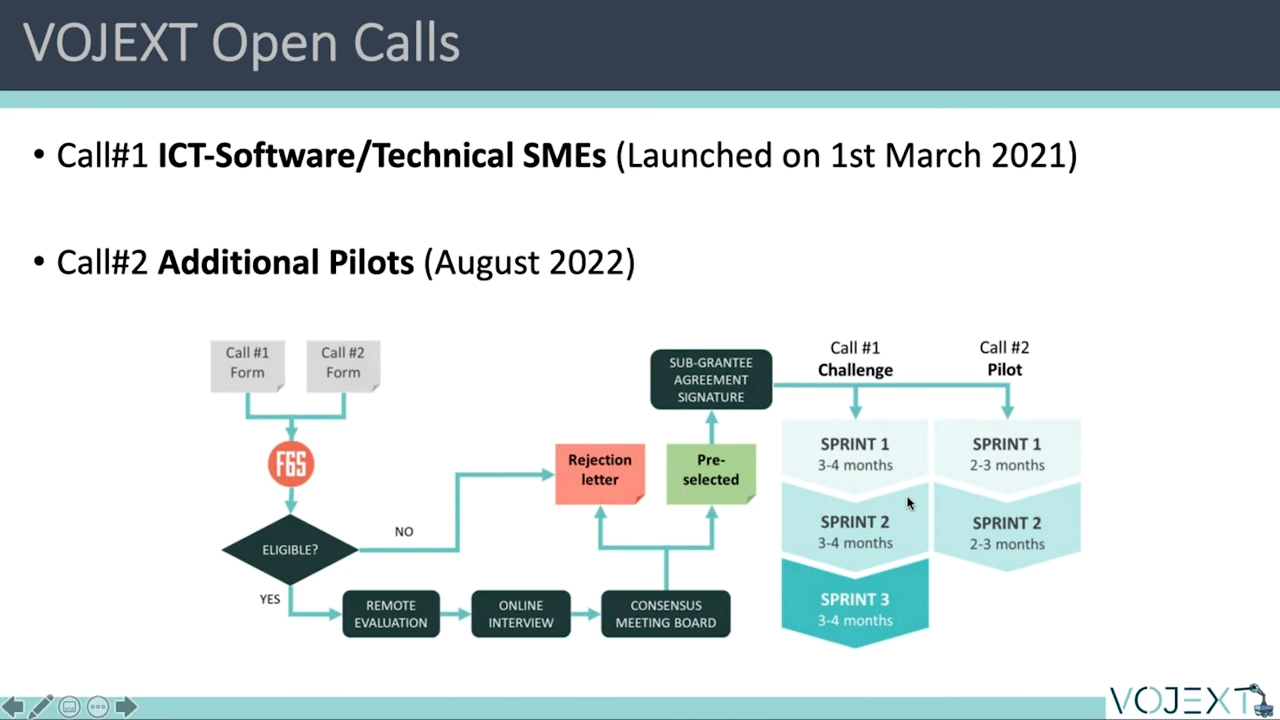 VOJEXT Open Calls
• Call#1 ICT-Software/Technical SMEs (Launched on 1st March 2021)
• Call#2 Additional Pilots (August 2022)
Call #1
Form
Call #2
Form
F6S
ELIGIBLE?
NO
YES
REMOTE
EVALUATION
ONLINE
INTERVIEW
CONSENSUS
MEETING BOARD
Rejection
letter
Pre-
selected
SUB-GRANTEE
AGREEMENT
SIGNATURE
Call #1
Challenge
SPRINT 1
3-4 months
SPRINT 2
3-4 months
SPRINT 3
3-4 months
Call #2
Pilot
SPRINT 1
2-3 months
SPRINT 2
2-3 months
VOJEXT